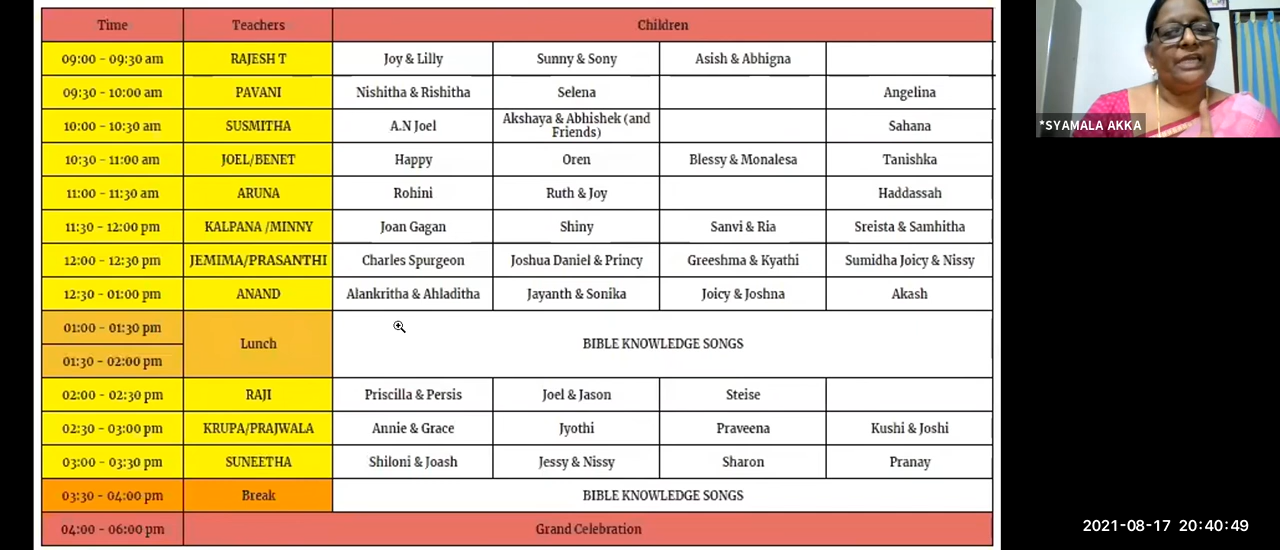 Time Teachers Children
09:00 - 09:30 am RAJESH T Joy & Lilly Sunny & Sony Asish & Abhigna
09:30 - 10:00 am PAVANI Nishitha & Rishitha Selena Angelina
10:00 - 10:30 am SUSMITHA A.N Joel Akshaya & Abhishek (and Friends) Sahana
10:30 - 11:00 am JOEL/BENET Happy Oren Blessy & Monalesa Tanishka
11:00 - 11:30 am ARUNA Rohini Ruth & Joy Haddassah
11:30 - 12:00 pm KALPANA /MINNY Joan Gagan Shiny Sanvi & Ria Sreista & Samhitha
12:00 - 12:30 pm JEMIMA/PRASANTHI Charles Spurgeon Joshua Daniel & Princy Greeshma & Kyathi Sumidha Joicy & Nissy
12:30 - 01:00 pm ANAND Alankritha & Ahladitha Jayanth & Sonika Joicy & Joshna Akash
01:00 - 01:30 pm
Lunch BIBLE KNOWLEDGE SONGS
01:30 - 02:00 pm
02:00 - 02:30 pm RAJI Priscilla & Persis Joel & Jason Steise
02:30 - 03:00 pm KRUPA/PRAJWALA Annie & Grace Jyothi Praveena Kushi & Joshi
03:00 - 03:30 pm SUNEETHA Shiloni & Joash Jessy & Nissy Sharon Pranay
03:30 - 04:00 pm Break BIBLE KNOWLEDGE SONGS
04:00 - 06:00 pm Grand Celebration
*SYAMALA AKKA
2021-08-17 20:40:49